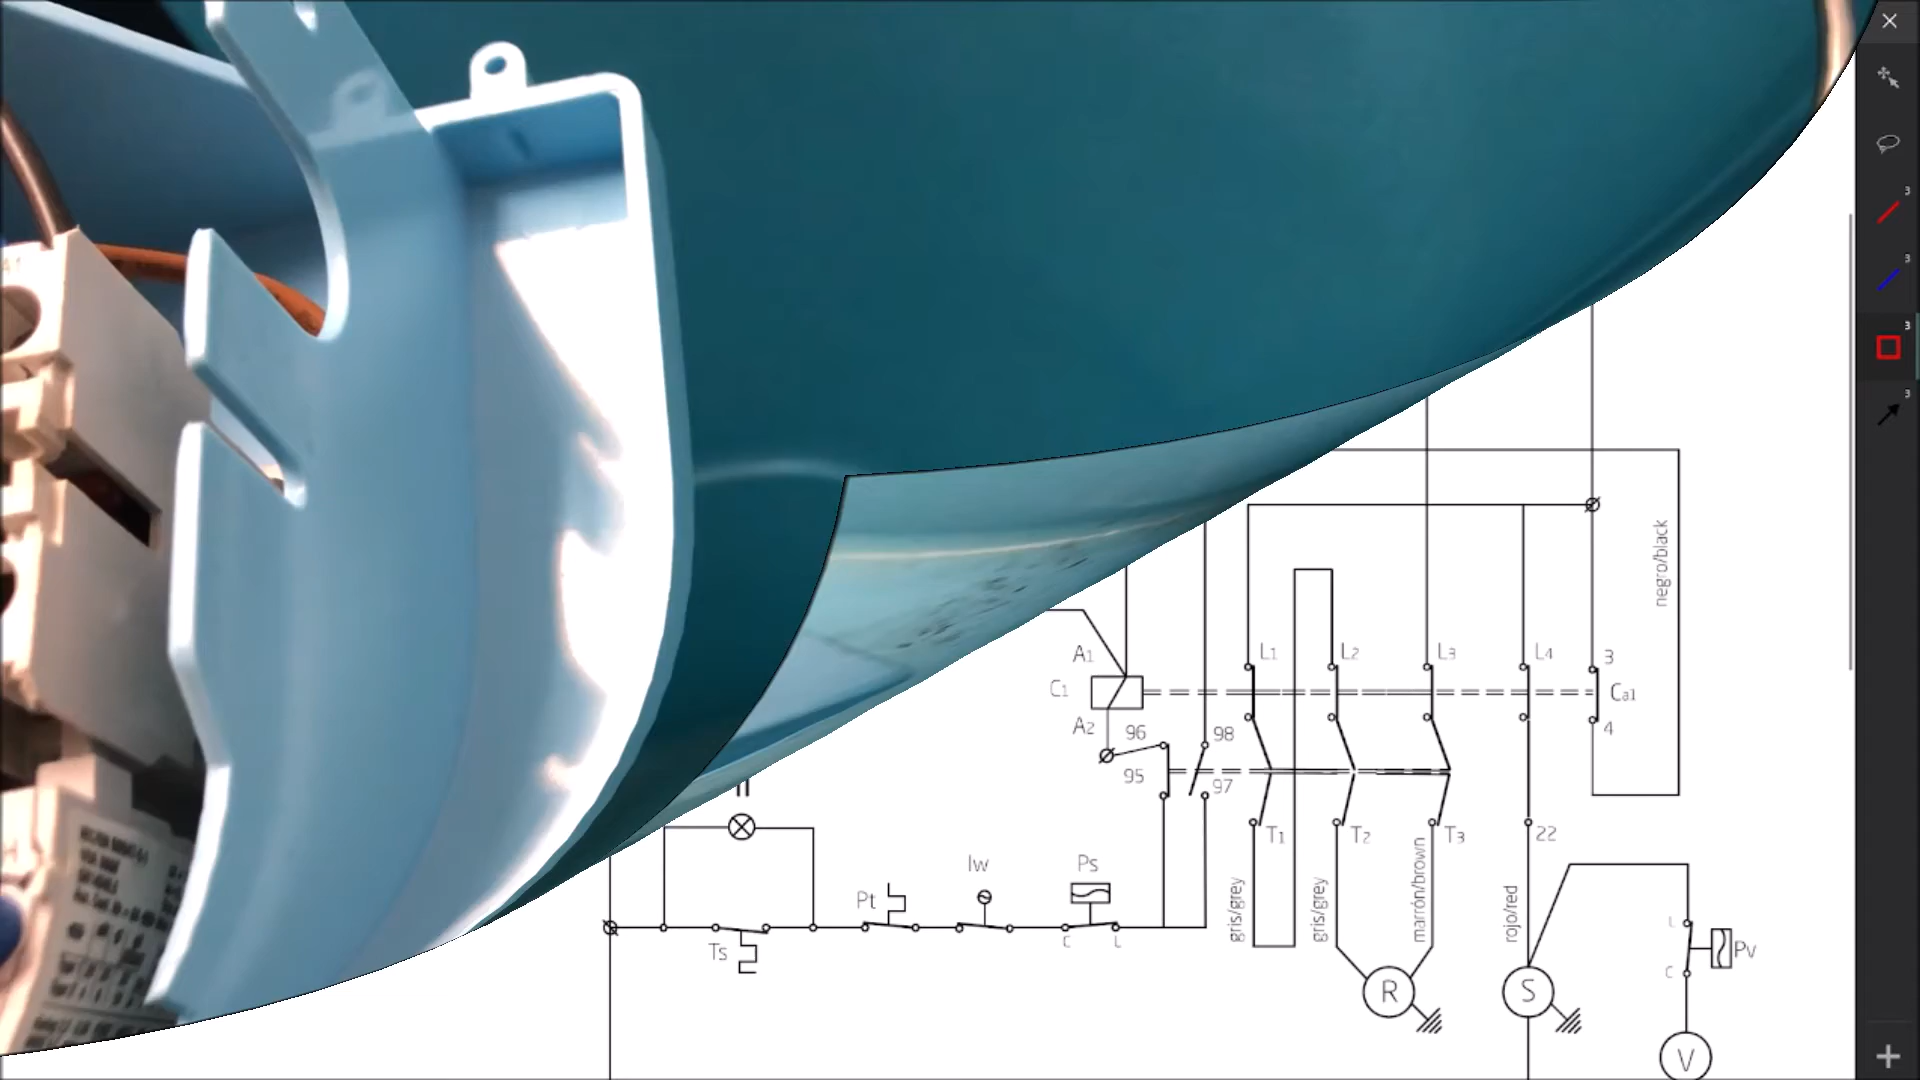 negro/black
A1
L1
L2
L3
L4
3
C1
Ca1
A2
96
98
4
95
97
T1
T2
T3
22
Iw
Ps
Pt
gris/grey
gris/grey
marrón/brown
rojo/red
L
C
L
Ts
Pv
C
R
S
V